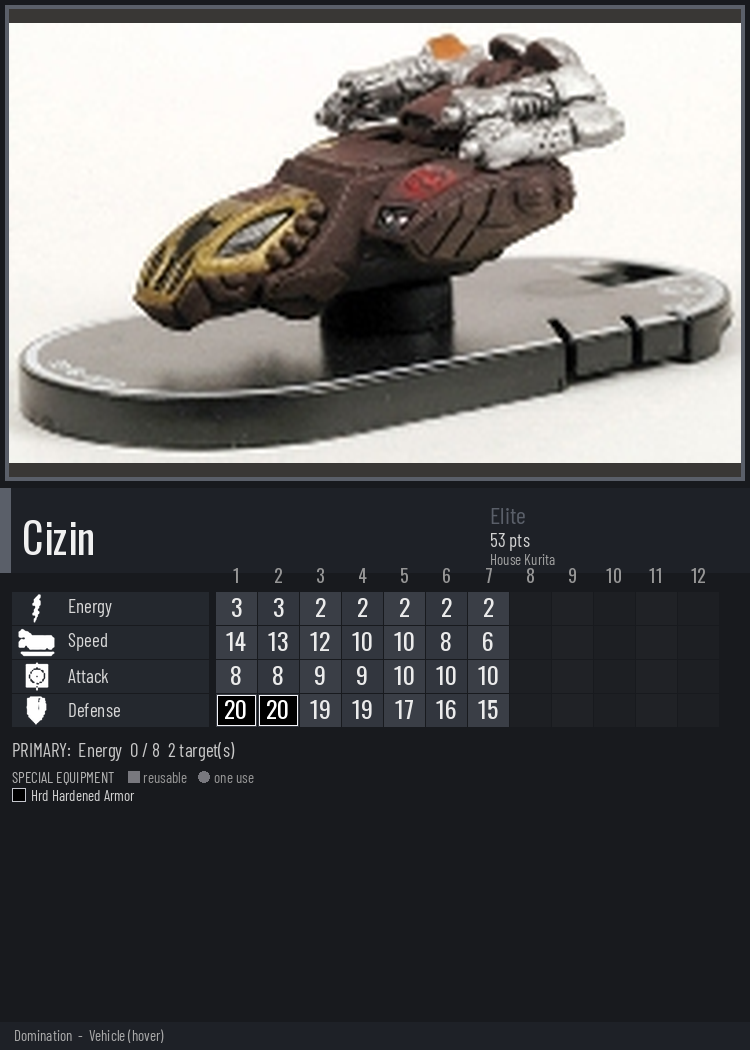 Cizin
Elite
53 pts
House Kurita
1 2 3 4 5 6 7 8 9 10 11 12
Energy 3 3 2 2 2 2 2
Speed 14 13 12 10 10 8 6
Attack 8 8 9 9 10 10 10
Defense 20 20 19 19 17 16 15
PRIMARY: Energy 0 / 8 2 target(s)
SPECIAL EQUIPMENT reusable one use
Hrd Hardened Armor
Domination - Vehicle (hover)